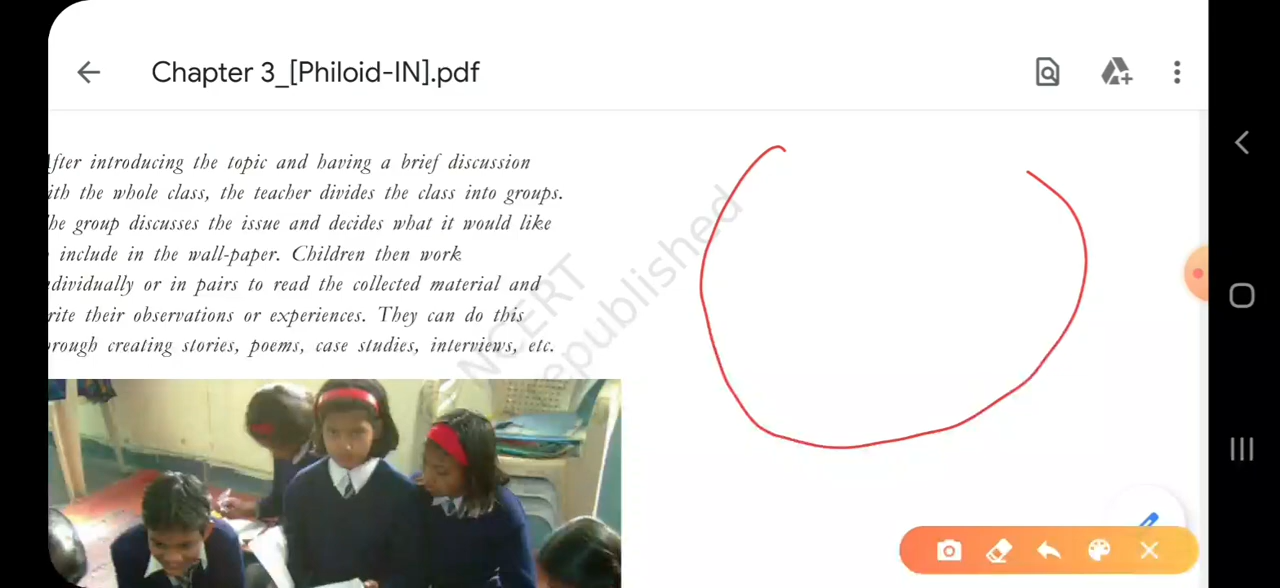 Chapter 3_[Philoid-IN].pdf
fter introducing the topic and having a brief discussion
ith the whole class, the teacher divides the class into groups.
he group discusses the issue and decides what it would like
include in the wall-paper. Children then work
dividually or in pairs to read the collected material and
rite their observations or experiences. They can do this
rough creating stories, poems, case studies, interviews, etc.
NCERT
republished